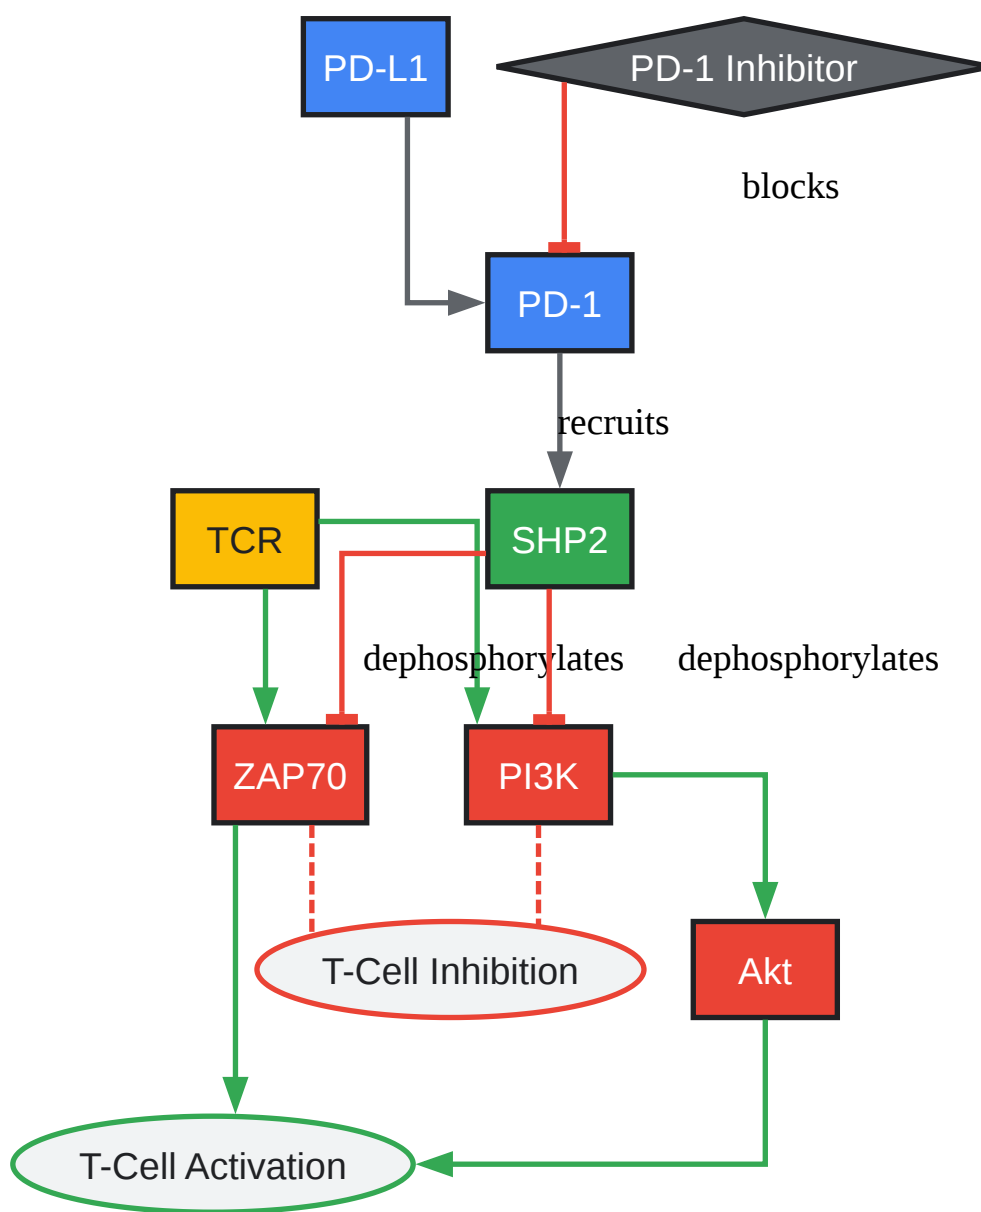 PD-L1
PD-1 Inhibitor
blocks
PD-1
recruits
TCR
SHP2
dephosphorylates
dephosphorylates
ZAP70
PI3K
T-Cell Inhibition
Akt
T-Cell Activation